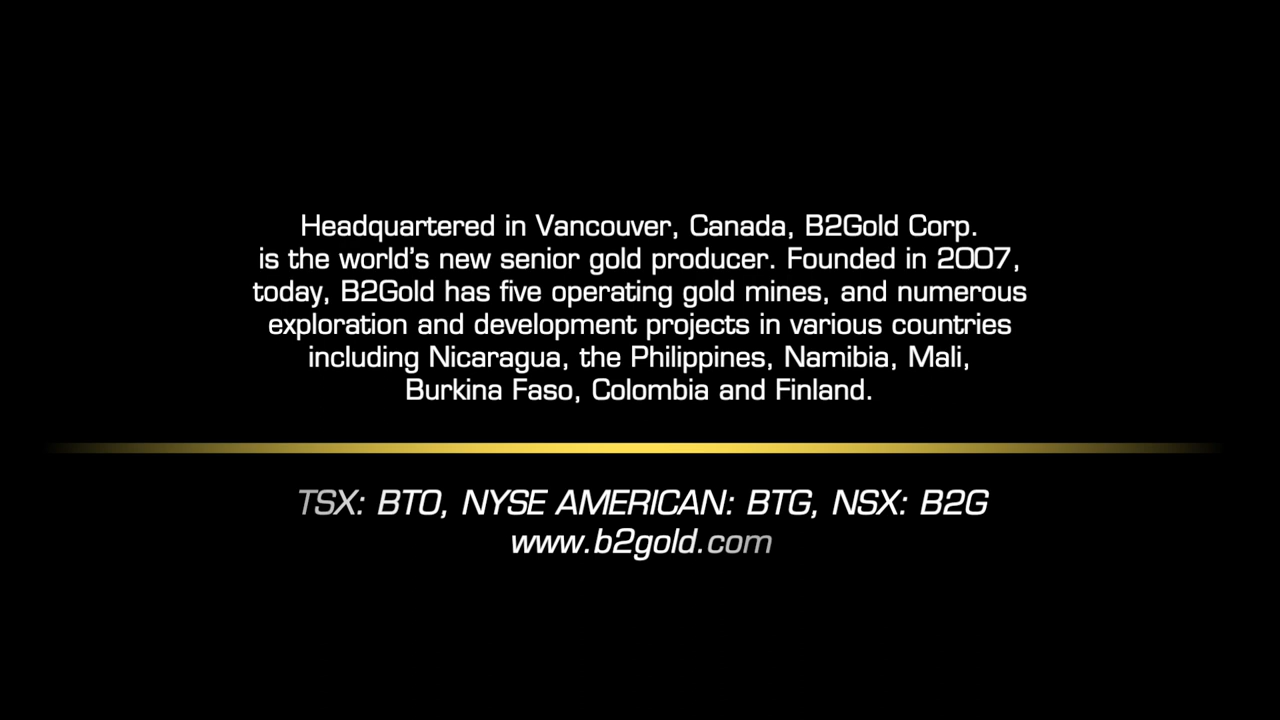 Headquartered in Vancouver, Canada, B2Gold Corp.
is the world’s new senior gold producer. Founded in 2007,
today, B2Gold has five operating gold mines, and numerous
exploration and development projects in various countries
including Nicaragua, the Philippines, Namibia, Mali,
Burkina Faso, Colombia and Finland.
TSX: BTO, NYSE AMERICAN: BTG, NSX: B2G
www.b2gold.com